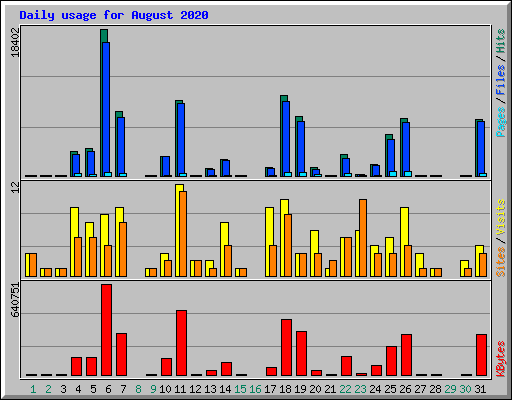 Daily usage for August 2020
18402
Pages / Files / Hits
12
Sites / Visits
640751
KBytes
1 2 3 4 5 6 7 8 9 10 11 12 13 14 15 16 17 18 19 20 21 22 23 24 25 26 27 28 29 30 31